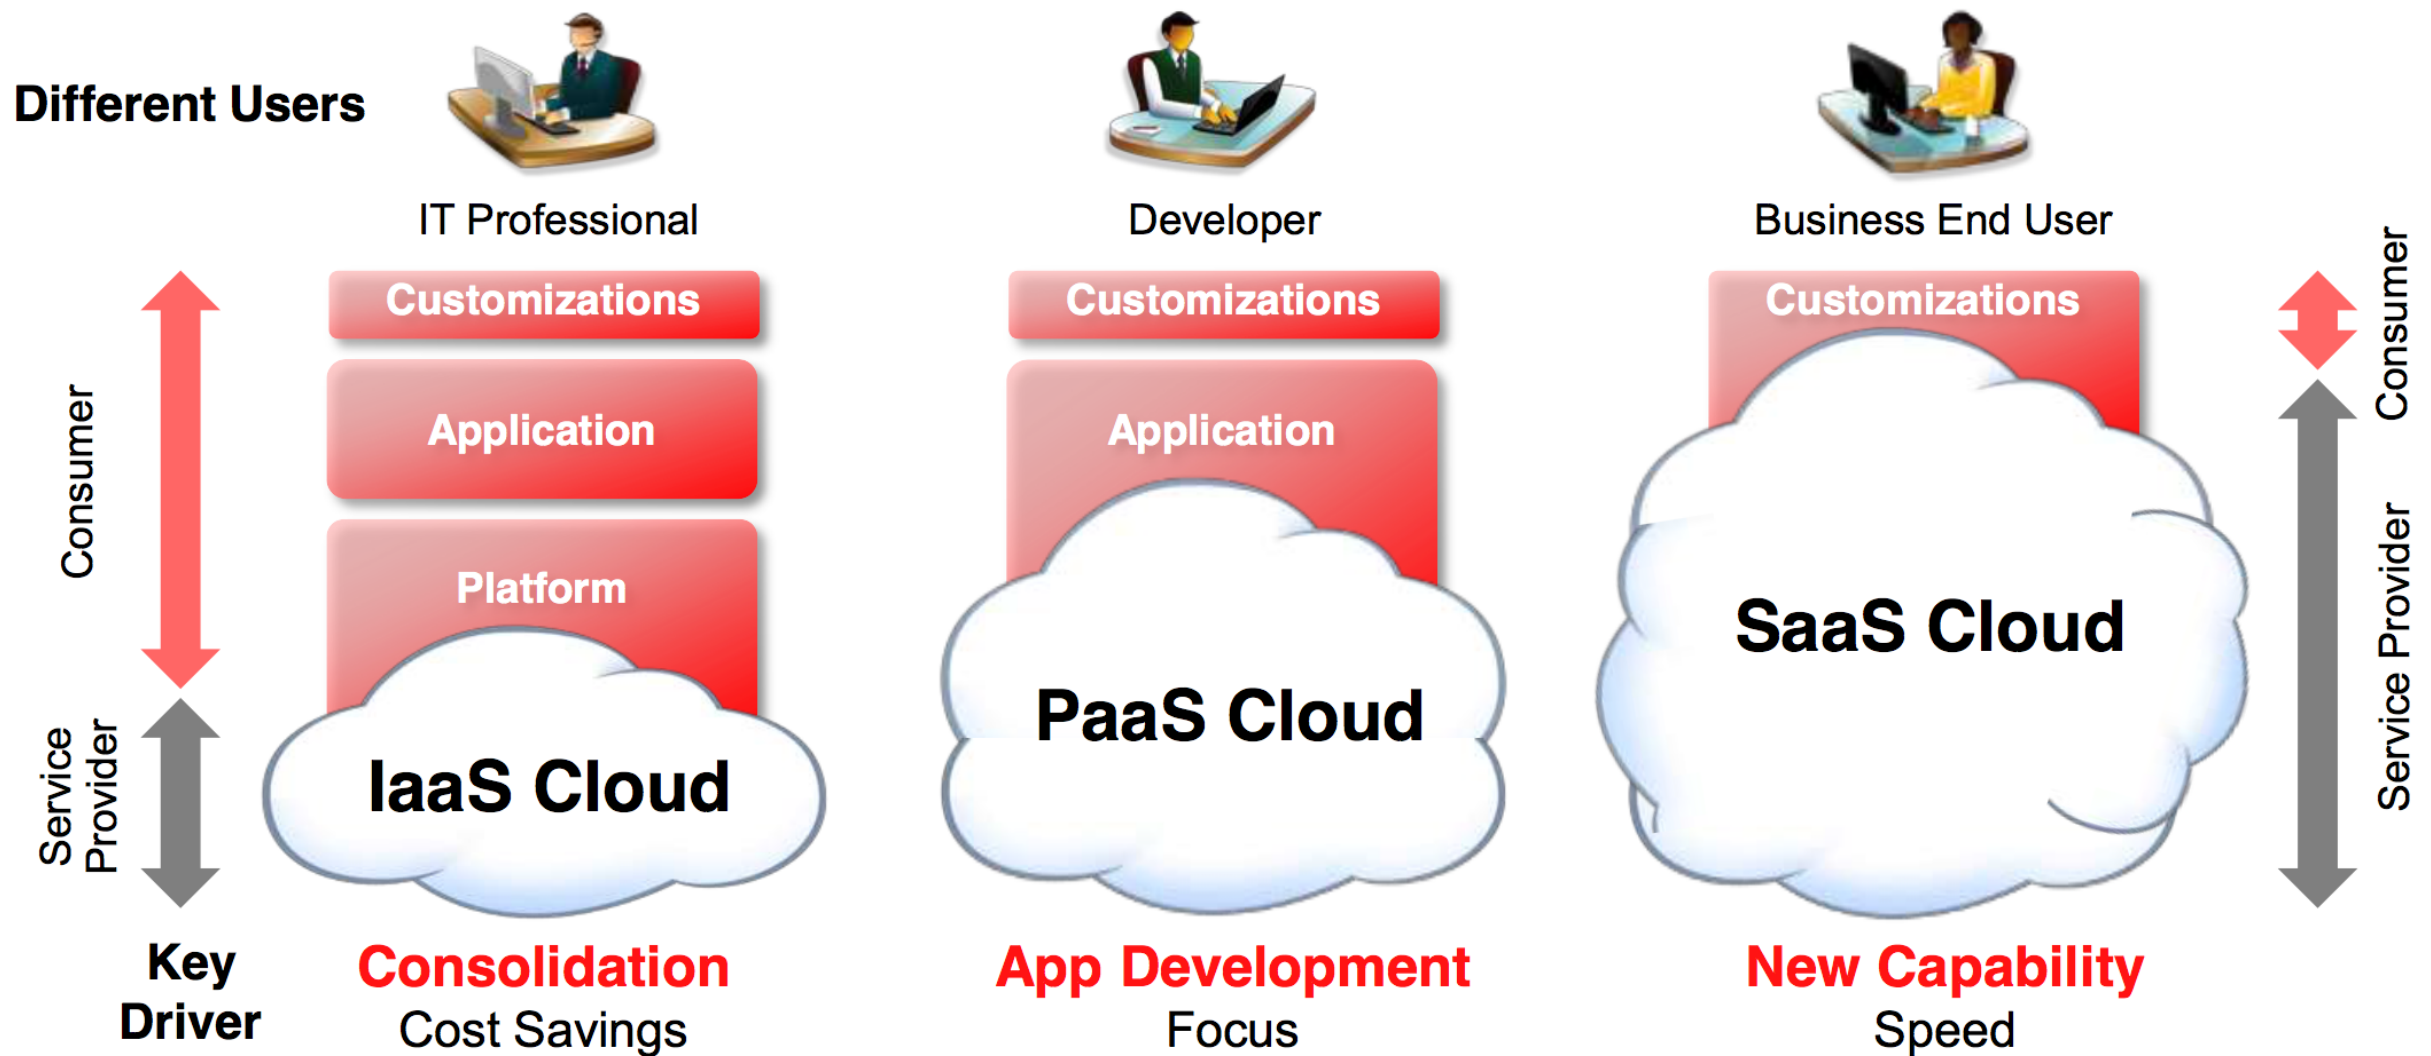 Different Users
IT Professional
Developer
Business End User
Customizations
Customizations
Customizations
Application
Application
Platform
IaaS Cloud
PaaS Cloud
SaaS Cloud
Consumer
Service
Provider
Consumer
Service Provider
Key
Driver
Consolidation
Cost Savings
App Development
Focus
New Capability
Speed